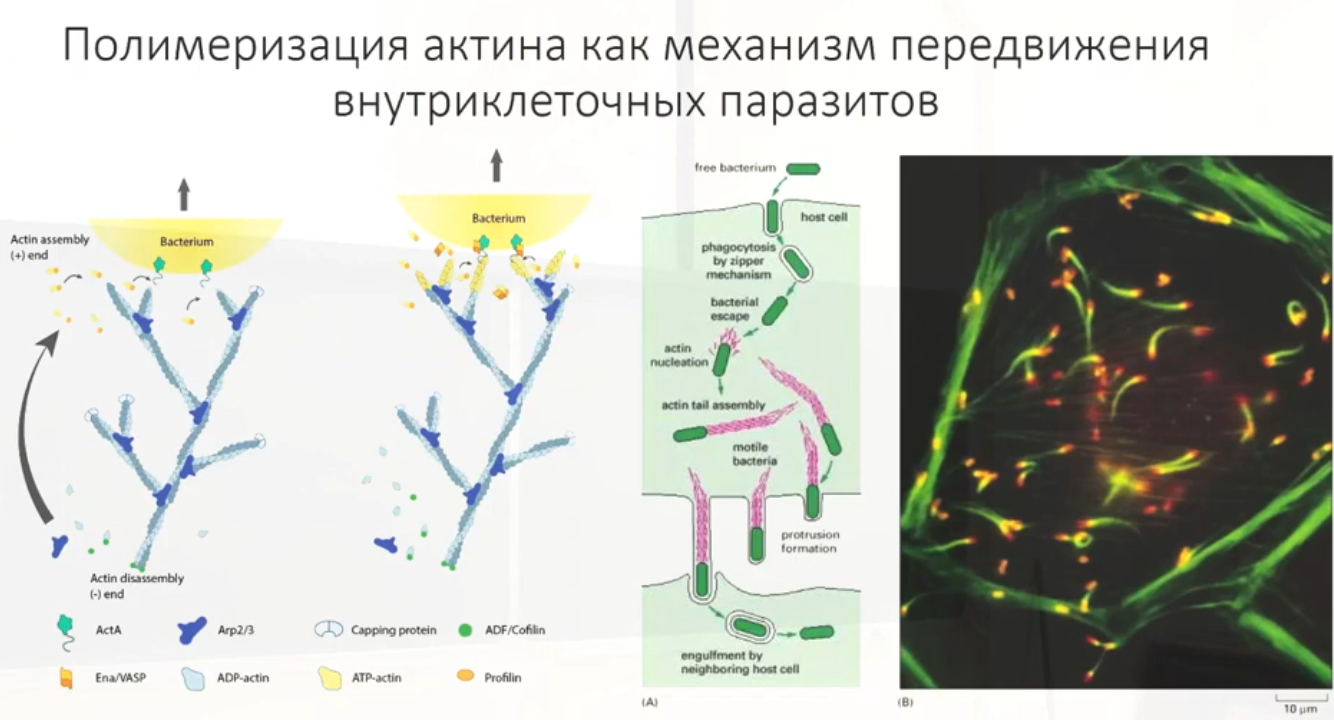 Полимеризация актина как механизм передвижения
внутриклеточных паразитов
Actin assembly
(+) end
Bacterium
Actin disassembly
(-) end
Bacterium
ActA
Arp2/3
Capping protein
ADF/Cofilin
Ena/VASP
ADP-actin
ATP-actin
Profilin
free bacterium
host cell
phagocytosis
by zipper
mechanism
bacterial
escape
actin
nucleation
actin tail assembly
motile
bacteria
protrusion
formation
engulfment by
neighboring host cell
(A)
(B)
10 µm